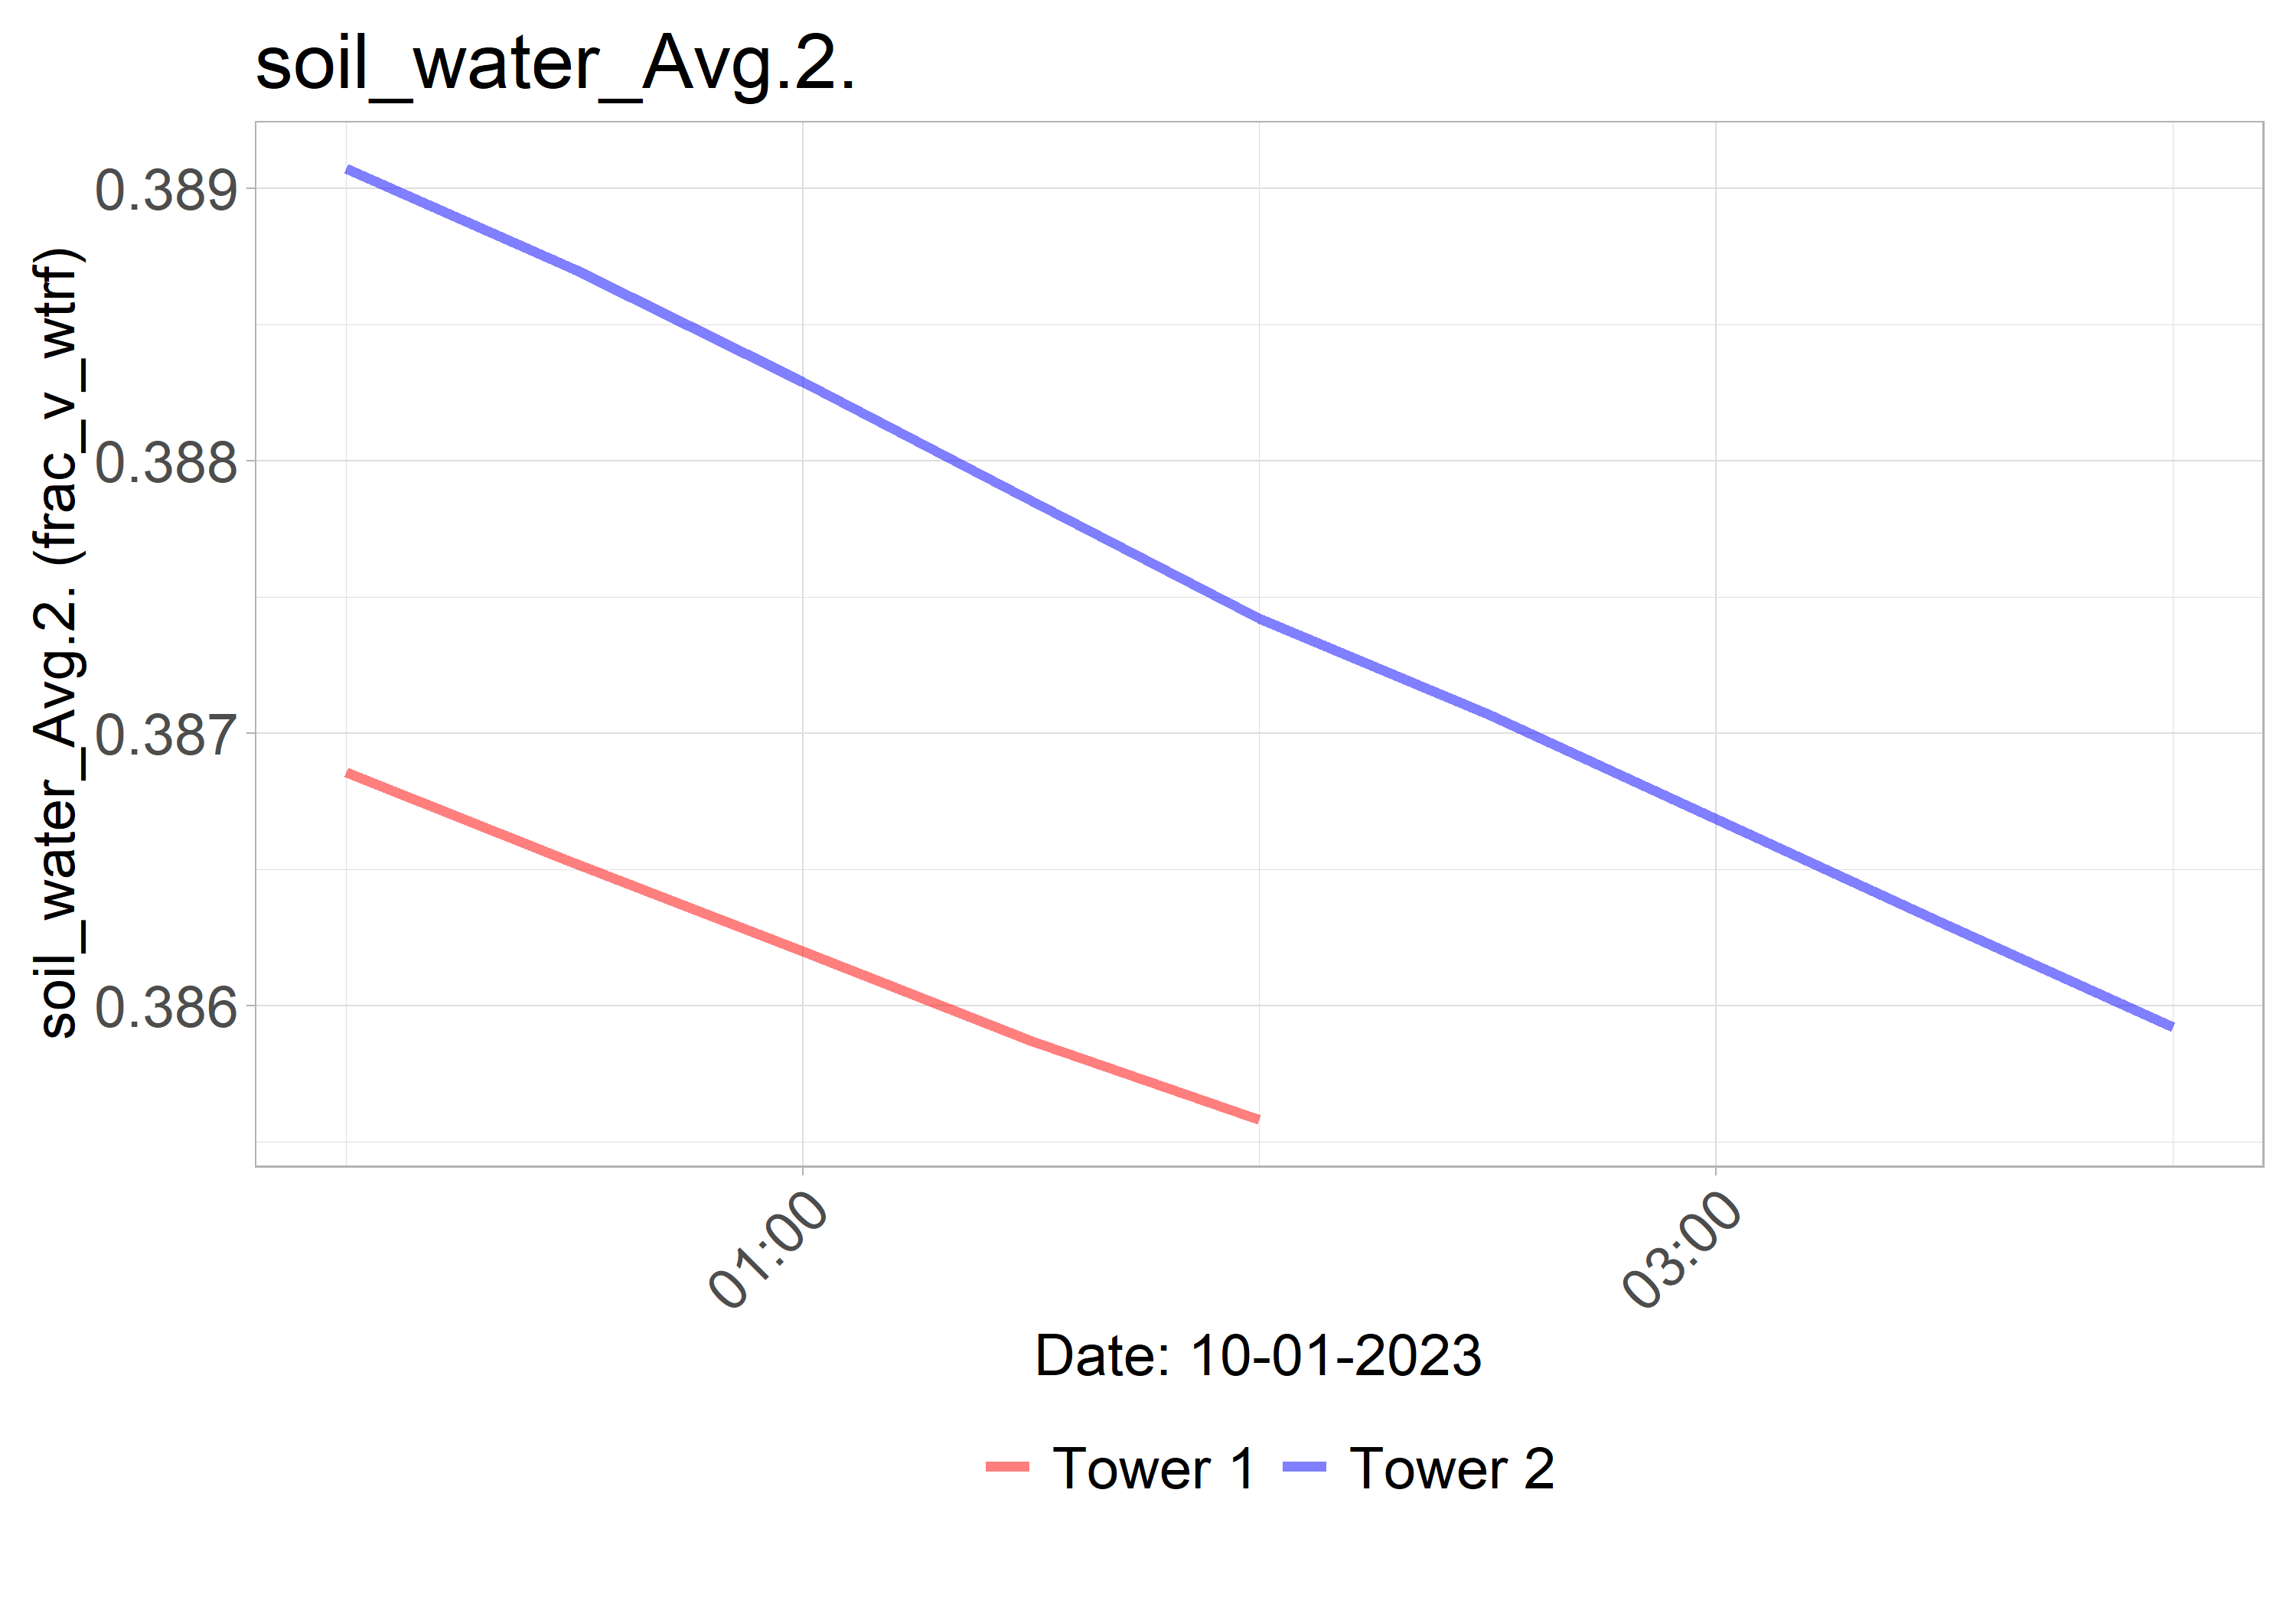 soil_water_Avg.2.
soil_water_Avg.2. (frac_v_wtrf)
0.389
0.388
0.387
0.386
01:00
03:00
Date: 10-01-2023
Tower 1
Tower 2